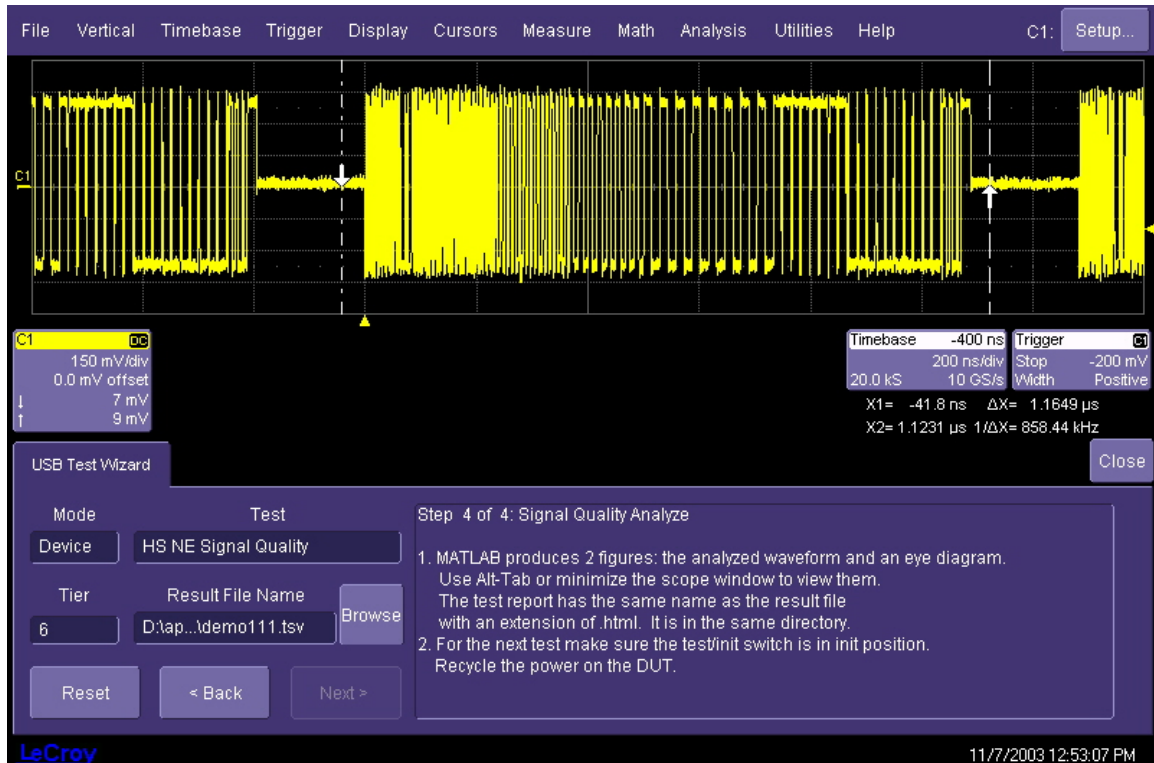 File Vertical Timebase Trigger Display Cursors Measure Math Analysis Utilities Help C1: Setup...
C1
C1 DC
150 mV/div
0.0 mV offset
↓ 7 mV
↑ 9 mV
Timebase -400 ns
200 ns/div
20.0 kS 10 GS/s
Trigger C1
Stop -200 mV
Width Positive
X1= -41.8 ns ΔX= 1.1649 µs
X2= 1.1231 µs 1/ΔX= 858.44 kHz
USB Test Wizard
Close
Mode Test
Device HS NE Signal Quality
Tier Result File Name
6 D:\ap...\demo111.tsv Browse
Reset < Back Next >
Step 4 of 4: Signal Quality Analyze
1. MATLAB produces 2 figures: the analyzed waveform and an eye diagram.
Use Alt-Tab or minimize the scope window to view them.
The test report has the same name as the result file
with an extension of .html. It is in the same directory.
2. For the next test make sure the test/init switch is in init position.
Recycle the power on the DUT.
LeCroy
11/7/2003 12:53:07 PM